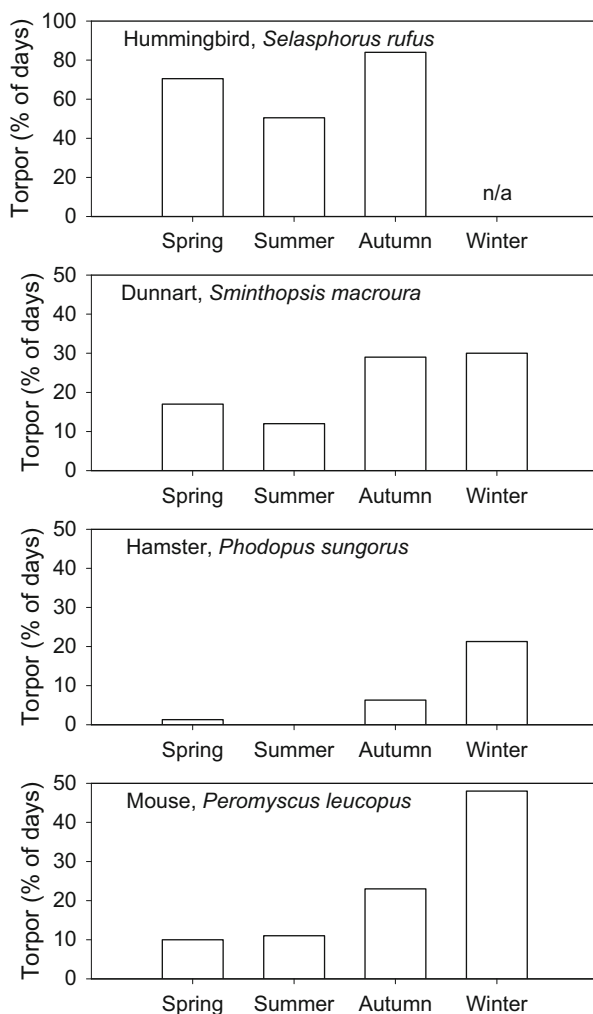 Torpor (% of days)
100
80
60
40
20
0
Hummingbird, Selasphorus rufus
n/a
Spring Summer Autumn Winter
Torpor (% of days)
50
40
30
20
10
0
Dunnart, Sminthopsis macroura
Spring Summer Autumn Winter
Torpor (% of days)
50
40
30
20
10
0
Hamster, Phodopus sungorus
Spring Summer Autumn Winter
Torpor (% of days)
50
40
30
20
10
0
Mouse, Peromyscus leucopus
Spring Summer Autumn Winter